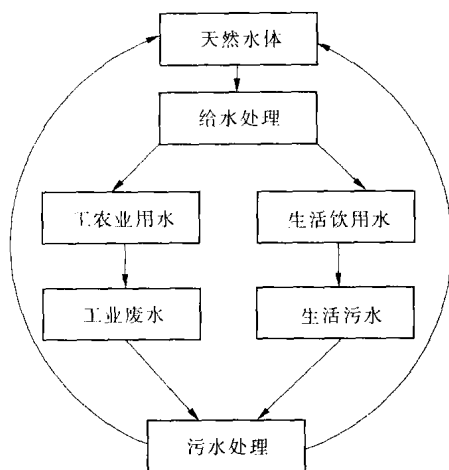 天然水体
给水处理
工农业用水
生活饮用水
工业废水
生活污水
污水处理